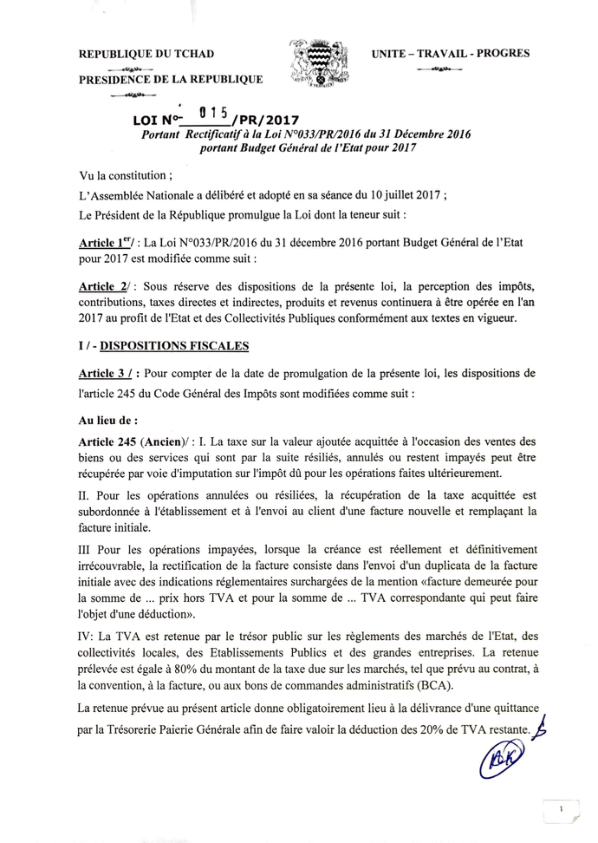 REPUBLIQUE DU TCHAD
UNITE – TRAVAIL - PROGRES
PRESIDENCE DE LA REPUBLIQUE
LOI N°- 015 /PR/2017
Portant Rectificatif à la Loi N°033/PR/2016 du 31 Décembre 2016
portant Budget Général de l'Etat pour 2017
Vu la constitution ;
L'Assemblée Nationale a délibéré et adopté en sa séance du 10 juillet 2017 ;
Le Président de la République promulgue la Loi dont la teneur suit :
Article 1er/ : La Loi N°033/PR/2016 du 31 décembre 2016 portant Budget Général de l'Etat
pour 2017 est modifiée comme suit :
Article 2/ : Sous réserve des dispositions de la présente loi, la perception des impôts,
contributions, taxes directes et indirectes, produits et revenus continuera à être opérée en l'an
2017 au profit de l'Etat et des Collectivités Publiques conformément aux textes en vigueur.
I / - DISPOSITIONS FISCALES
Article 3 / : Pour compter de la date de promulgation de la présente loi, les dispositions de
l'article 245 du Code Général des Impôts sont modifiées comme suit :
Au lieu de :
Article 245 (Ancien)/ : I. La taxe sur la valeur ajoutée acquittée à l'occasion des ventes des
biens ou des services qui sont par la suite résiliés, annulés ou restent impayés peut être
récupérée par voie d'imputation sur l'impôt dû pour les opérations faites ultérieurement.
II. Pour les opérations annulées ou résiliées, la récupération de la taxe acquittée est
subordonnée à l'établissement et à l'envoi au client d'une facture nouvelle et remplaçant la
facture initiale.
III Pour les opérations impayées, lorsque la créance est réellement et définitivement
irrécouvrable, la rectification de la facture consiste dans l'envoi d'un duplicata de la facture
initiale avec des indications réglementaires surchargées de la mention «facture demeurée pour
la somme de ... prix hors TVA et pour la somme de ... TVA correspondante qui peut faire
l'objet d'une déduction».
IV: La TVA est retenue par le trésor public sur les règlements des marchés de l'Etat, des
collectivités locales, des Etablissements Publics et des grandes entreprises. La retenue
prélevée est égale à 80% du montant de la taxe due sur les marchés, tel que prévu au contrat, à
la convention, à la facture, ou aux bons de commandes administratifs (BCA).
La retenue prévue au présent article donne obligatoirement lieu à la délivrance d'une quittance
par la Trésorerie Paierie Générale afin de faire valoir la déduction des 20% de TVA restante.
1